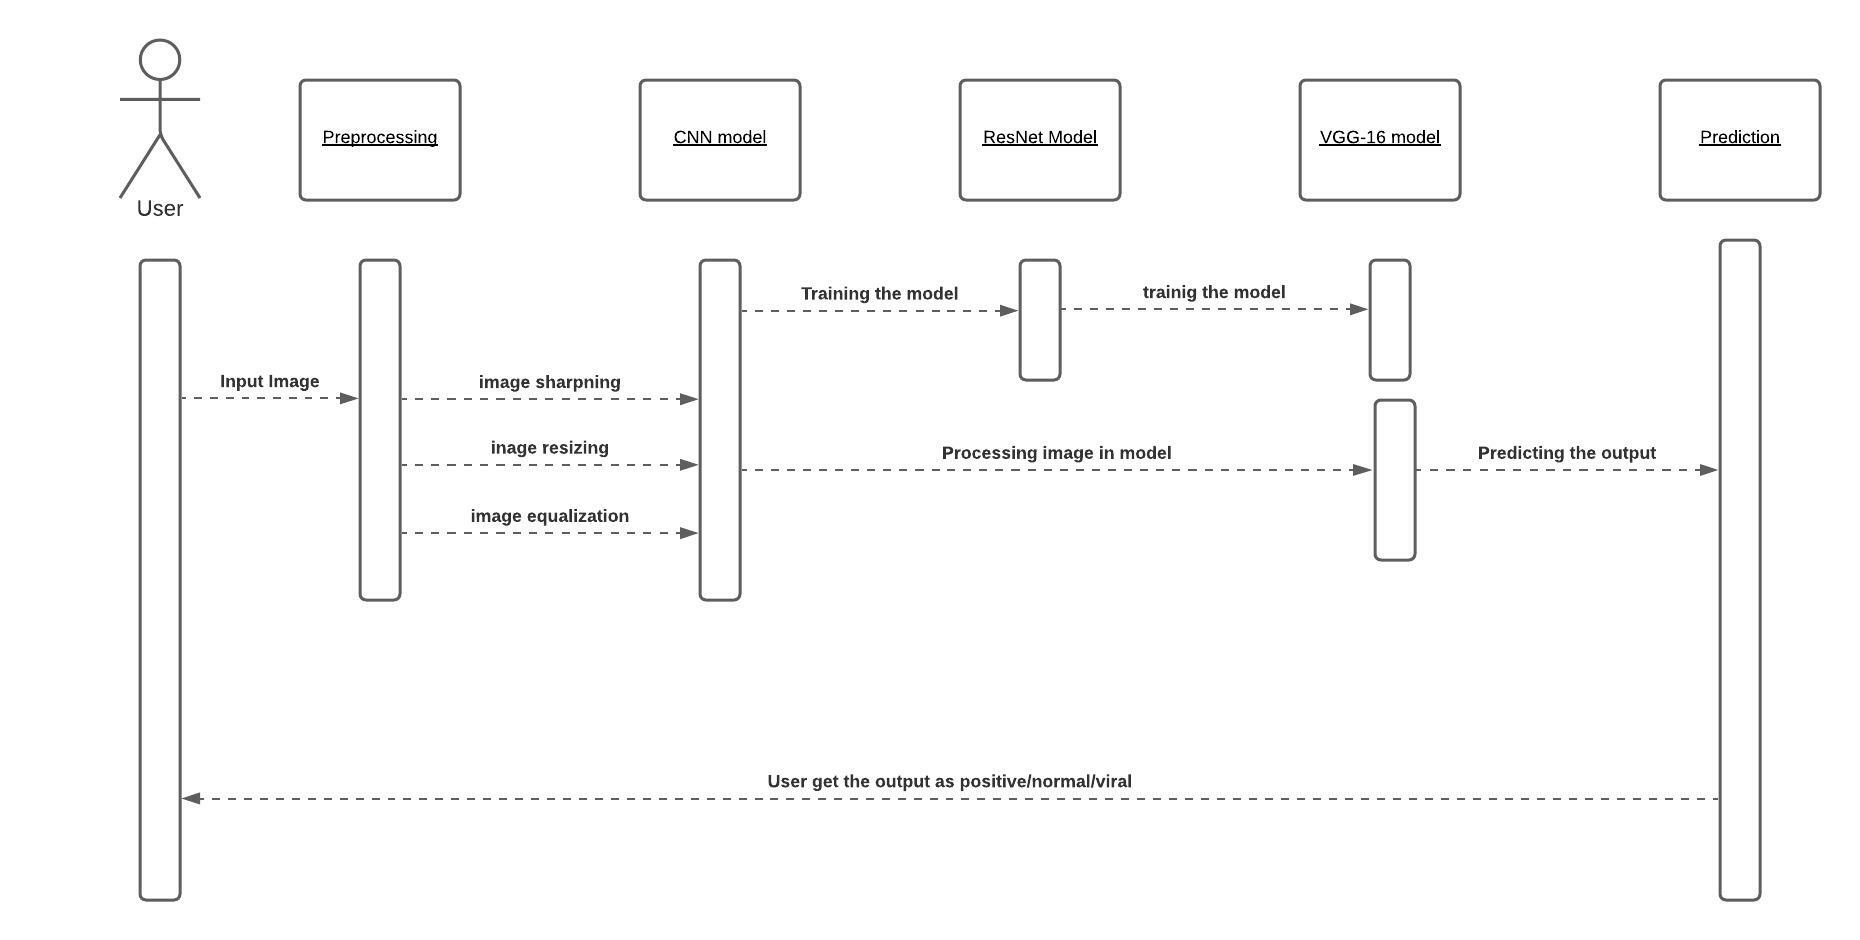 User
Preprocessing
CNN model
ResNet Model
VGG-16 model
Prediction
Training the model
trainig the model
Input Image
image sharpning
inage resizing
Processing image in model
Predicting the output
image equalization
User get the output as positive/normal/viral